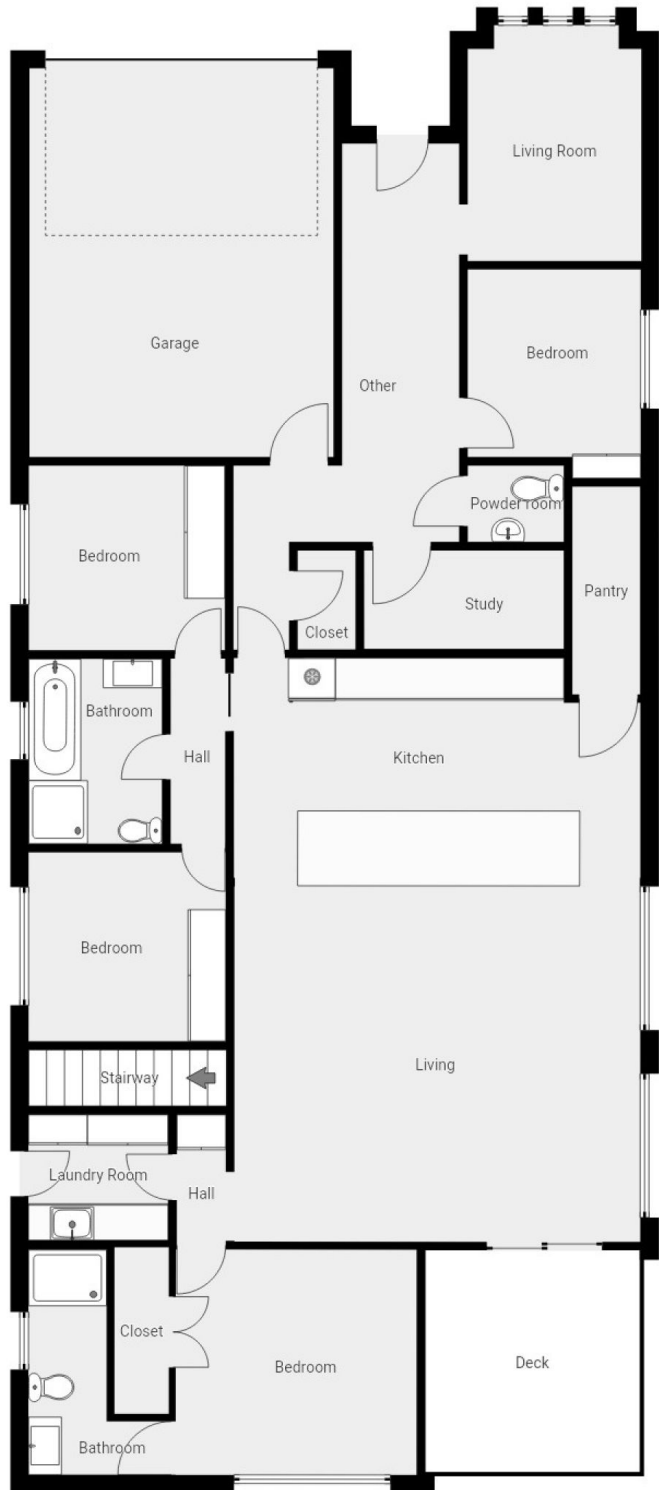 Living Room
Garage
Bedroom
Other
Powder room
Bedroom
Study
Pantry
Closet
Bathroom
Hall
Kitchen
Bedroom
Living
Stairway
Laundry Room
Hall
Closet
Bedroom
Deck
Bathroom